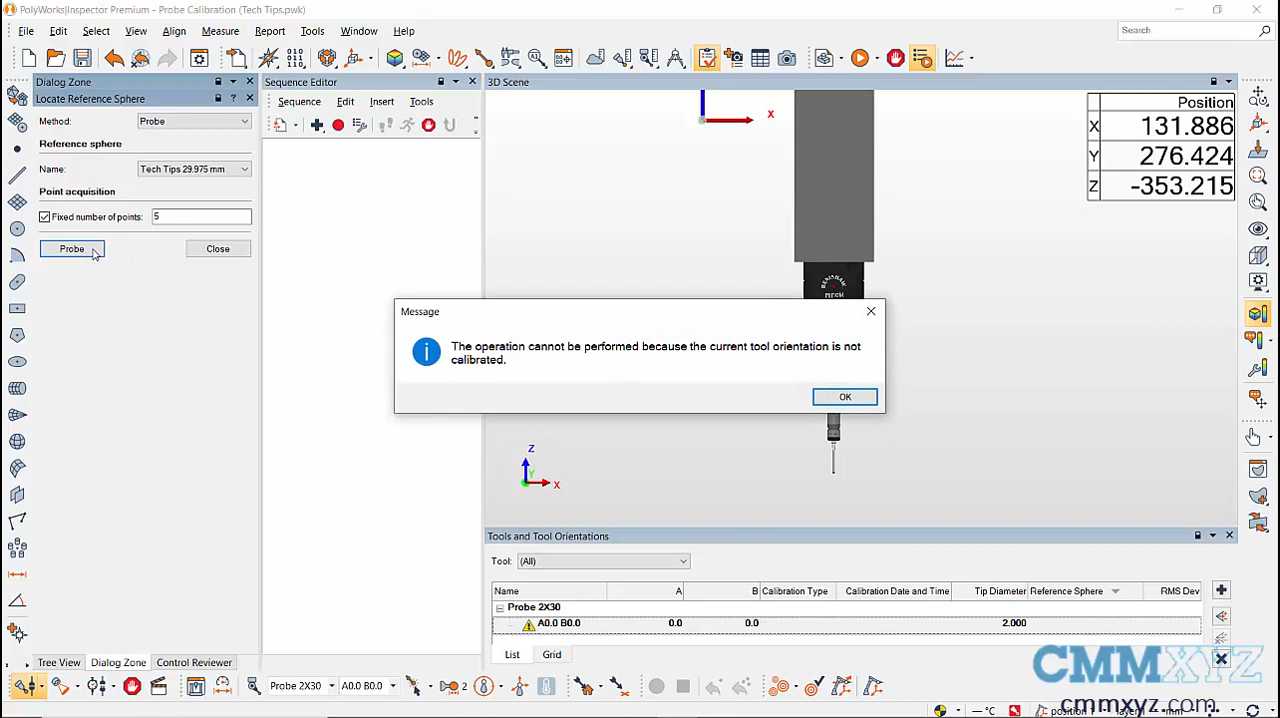 PolyWorks|Inspector Premium - Probe Calibration (Tech Tips.pwk)
File Edit Select View Align Measure Report Tools Window Help
Search
Dialog Zone
Locate Reference Sphere
Method: Probe
Reference sphere
Name: Tech Tips 29.975 mm
Point acquisition
Fixed number of points: 5
Probe Close
Sequence Editor
Sequence Edit Insert Tools
3D Scene
X
Position
X 131.886
Y 276.424
Z -353.215
RENISHAW
Message
The operation cannot be performed because the current tool orientation is not
calibrated.
OK
Z
Y
X
Tools and Tool Orientations
Tool: (All)
Name A B Calibration Type Calibration Date and Time Tip Diameter Reference Sphere RMS Dev
Probe 2X30
A0.0 B0.0 0.0 0.0 2.000
List Grid
Tree View Dialog Zone Control Reviewer
Probe 2X30 A0.0 B0.0 2
CMMXYZ
cmmxyz.com
— °C position 1